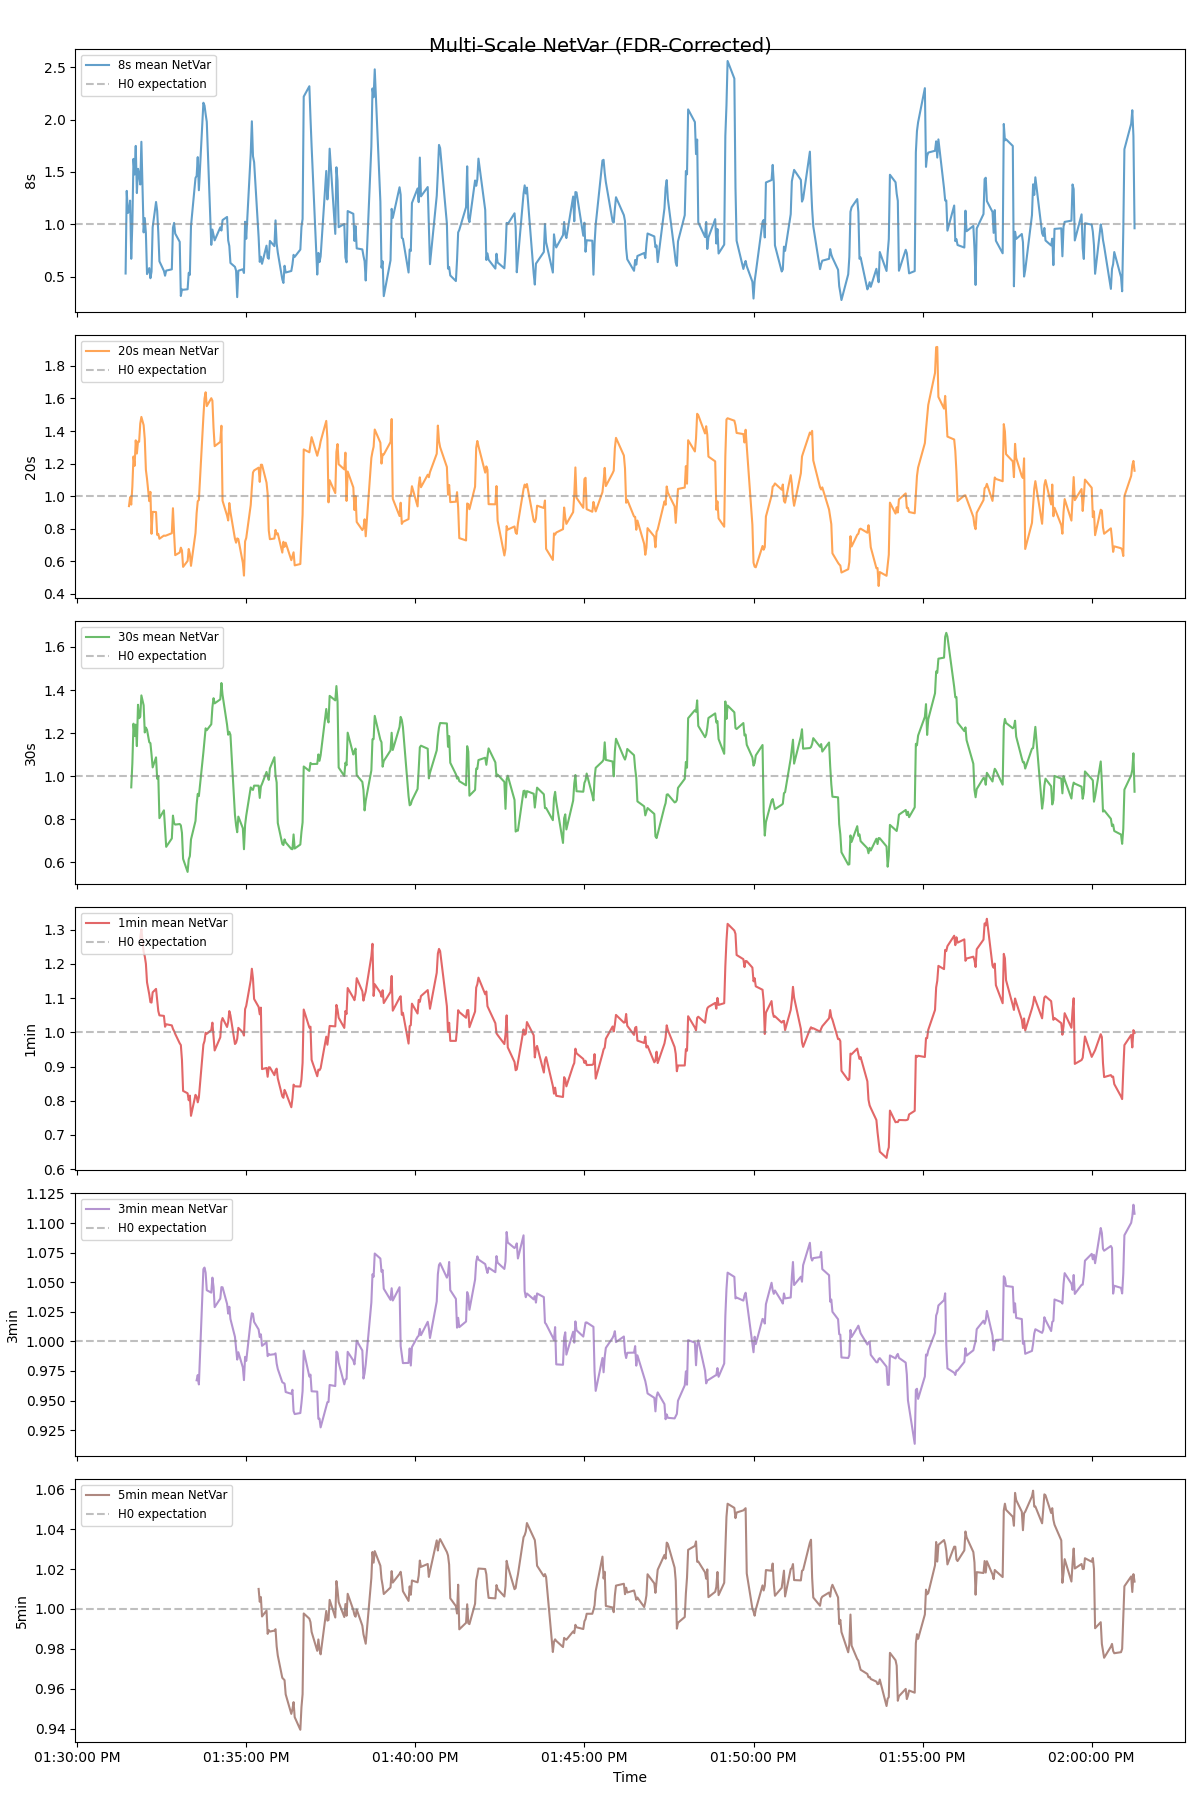 Multi-Scale NetVar (FDR-Corrected)
8s mean NetVar
H0 expectation
2.5
2.0
1.5
1.0
0.5
8s
20s mean NetVar
H0 expectation
1.8
1.6
1.4
1.2
1.0
0.8
0.6
0.4
20s
30s mean NetVar
H0 expectation
1.6
1.4
1.2
1.0
0.8
0.6
30s
1min mean NetVar
H0 expectation
1.3
1.2
1.1
1.0
0.9
0.8
0.7
0.6
1min
3min mean NetVar
H0 expectation
1.125
1.100
1.075
1.050
1.025
1.000
0.975
0.950
0.925
3min
5min mean NetVar
H0 expectation
1.06
1.04
1.02
1.00
0.98
0.96
0.94
5min
01:30:00 PM 01:35:00 PM 01:40:00 PM 01:45:00 PM 01:50:00 PM 01:55:00 PM 02:00:00 PM
Time